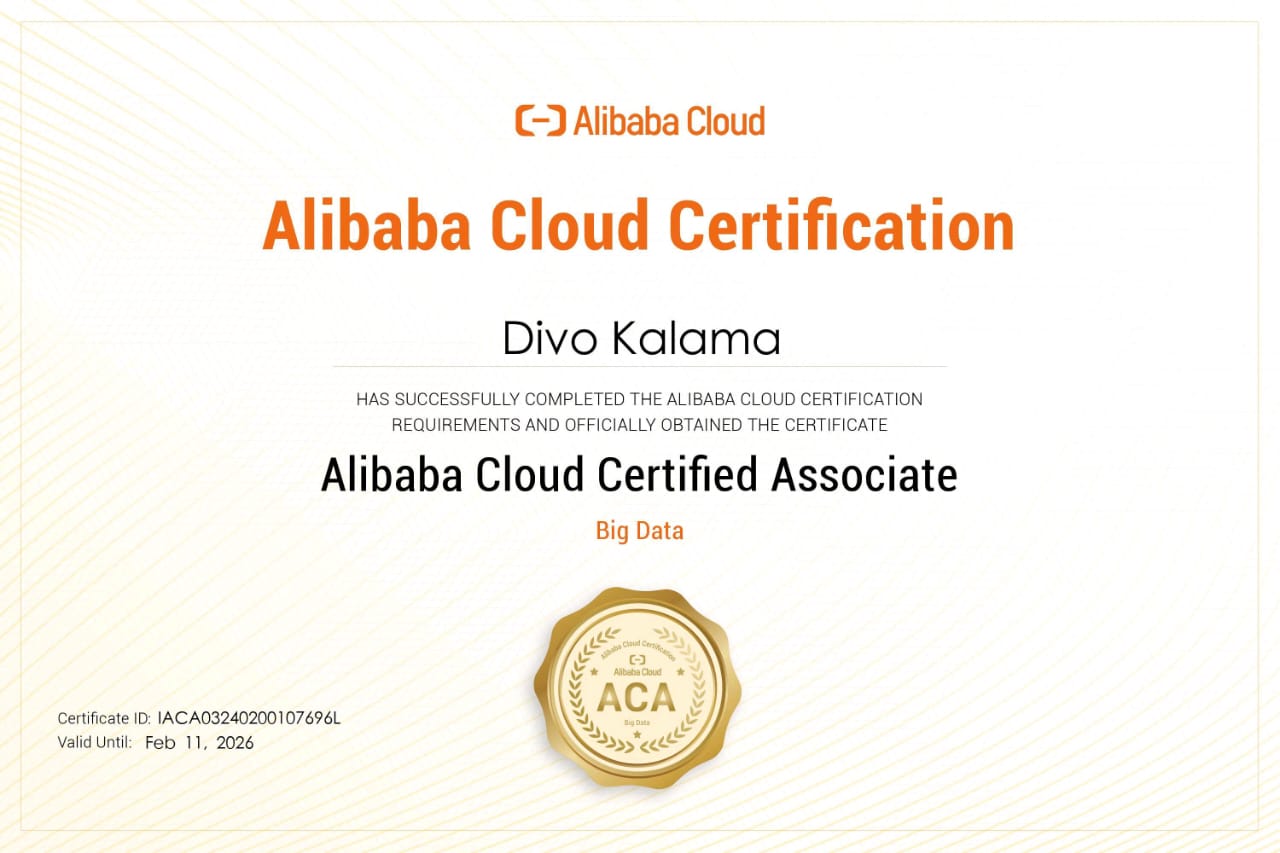 Alibaba Cloud
Alibaba Cloud Certification
Divo Kalama
HAS SUCCESSFULLY COMPLETED THE ALIBABA CLOUD CERTIFICATION
REQUIREMENTS AND OFFICIALLY OBTAINED THE CERTIFICATE
Alibaba Cloud Certified Associate
Big Data
Alibaba Cloud Certification
Alibaba Cloud
ACA
Big Data
Certificate ID: IACA03240200107696L
Valid Until: Feb 11, 2026